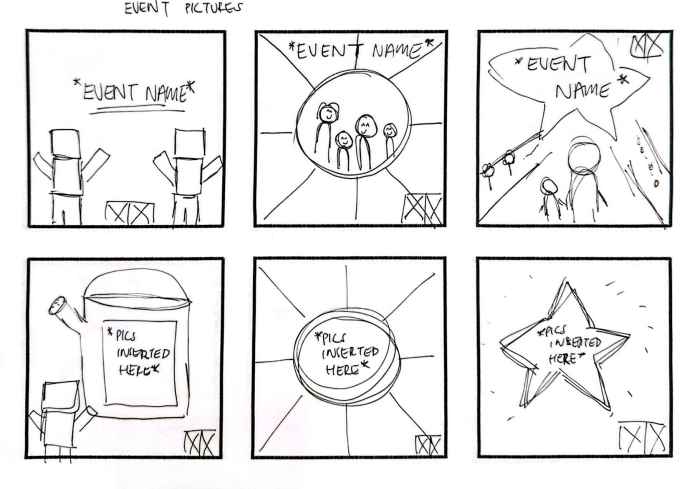 EVENT PICTURES
*EVENT NAME*
*EVENT NAME*
*EVENT
NAME*
*PICS
INSERTED
HERE*
*PICS
INSERTED
HERE*
*PICS
INSERTED
HERE*